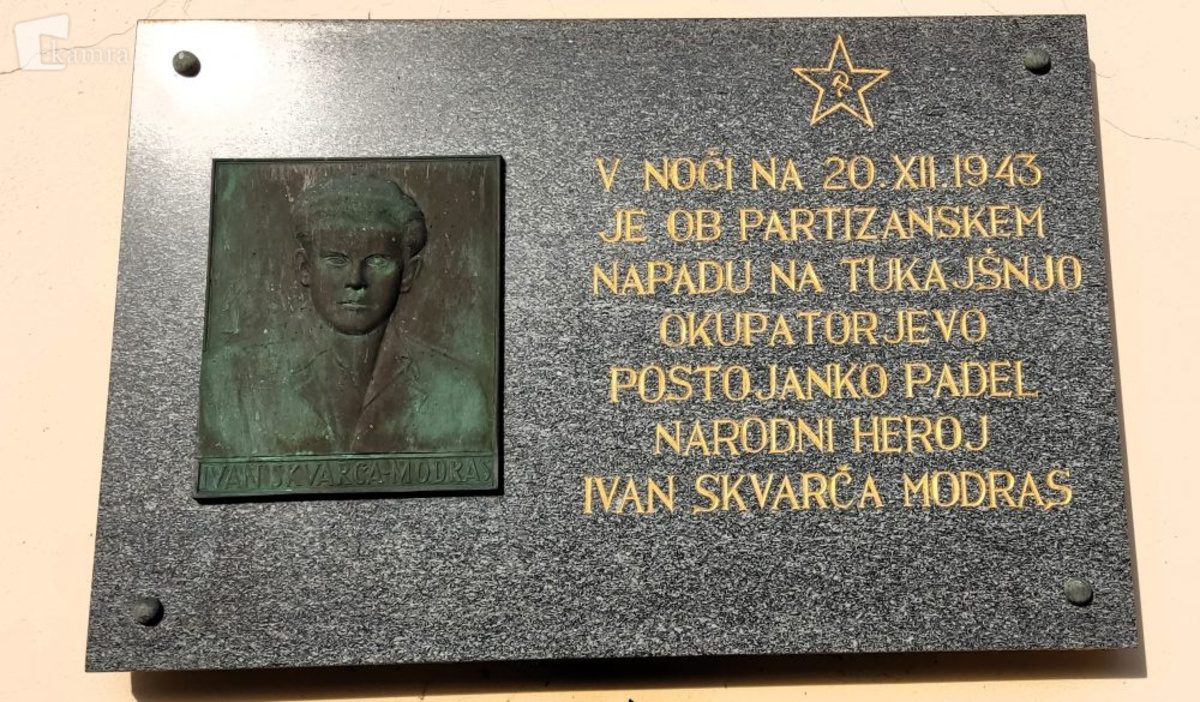 kamra
V NOČI NA 20.XII.1943
JE OB PARTIZANSKEM
NAPADU NA TUKAJŠNJO
OKUPATORJEVO
POSTOJANKO PADEL
NARODNI HEROJ
IVAN SKVARČA MODRAS
IVAN SKVARČA-MODRAS